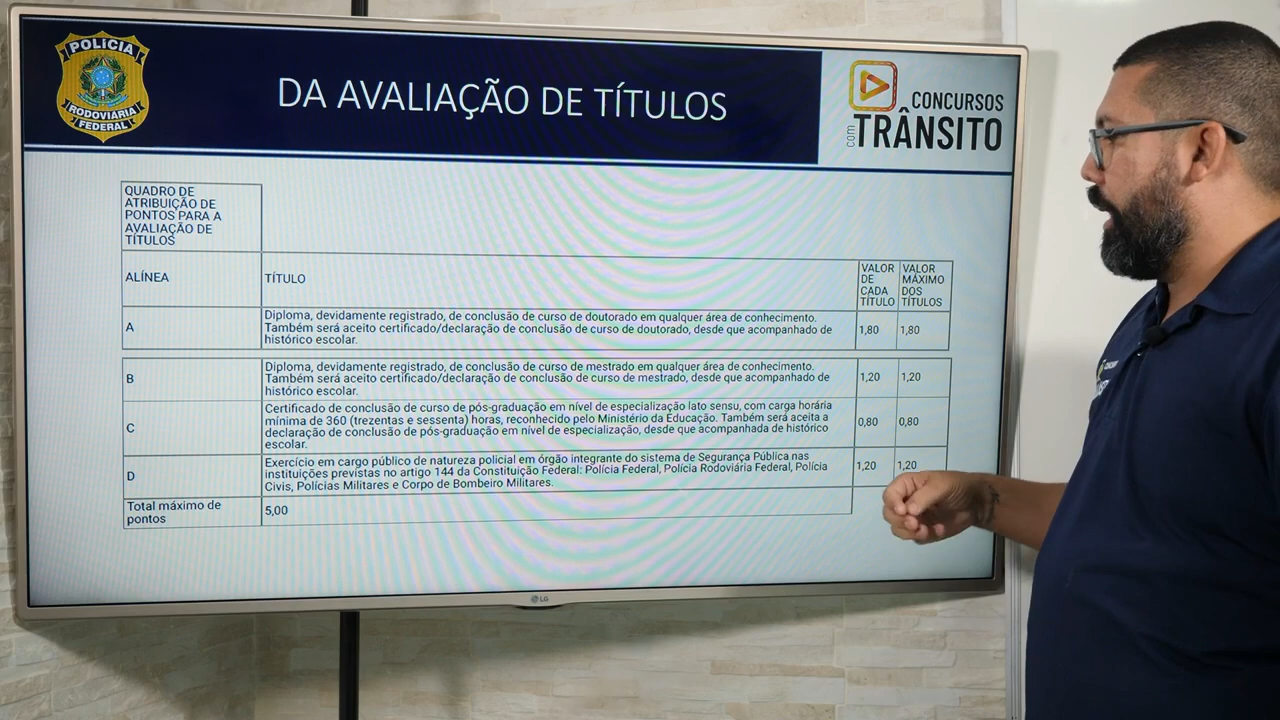 POLÍCIA
RODOVIÁRIA
FEDERAL
DA AVALIAÇÃO DE TÍTULOS
CONCURSOS
com TRÂNSITO
QUADRO DE
ATRIBUIÇÃO DE
PONTOS PARA A
AVALIAÇÃO DE
TÍTULOS
ALÍNEA
TÍTULO
VALOR
DE
CADA
TÍTULO
VALOR
MÁXIMO
DOS
TÍTULOS
A
Diploma, devidamente registrado, de conclusão de curso de doutorado em qualquer área de conhecimento.
Também será aceito certificado/declaração de conclusão de curso de doutorado, desde que acompanhado de
histórico escolar.
1,80
1,80
B
Diploma, devidamente registrado, de conclusão de curso de mestrado em qualquer área de conhecimento.
Também será aceito certificado/declaração de conclusão de curso de mestrado, desde que acompanhado de
histórico escolar.
1,20
1,20
C
Certificado de conclusão de curso de pós-graduação em nível de especialização lato sensu, com carga horária
mínima de 360 (trezentas e sessenta) horas, reconhecido pelo Ministério da Educação. Também será aceita a
declaração de conclusão de pós-graduação em nível de especialização, desde que acompanhada de histórico
escolar.
0,80
0,80
D
Exercício em cargo público de natureza policial em órgão integrante do sistema de Segurança Pública nas
instituições previstas no artigo 144 da Constituição Federal: Polícia Federal, Polícia Rodoviária Federal, Polícia
Civis, Polícias Militares e Corpo de Bombeiro Militares.
1,20
1,20
Total máximo de
pontos
5,00
LG